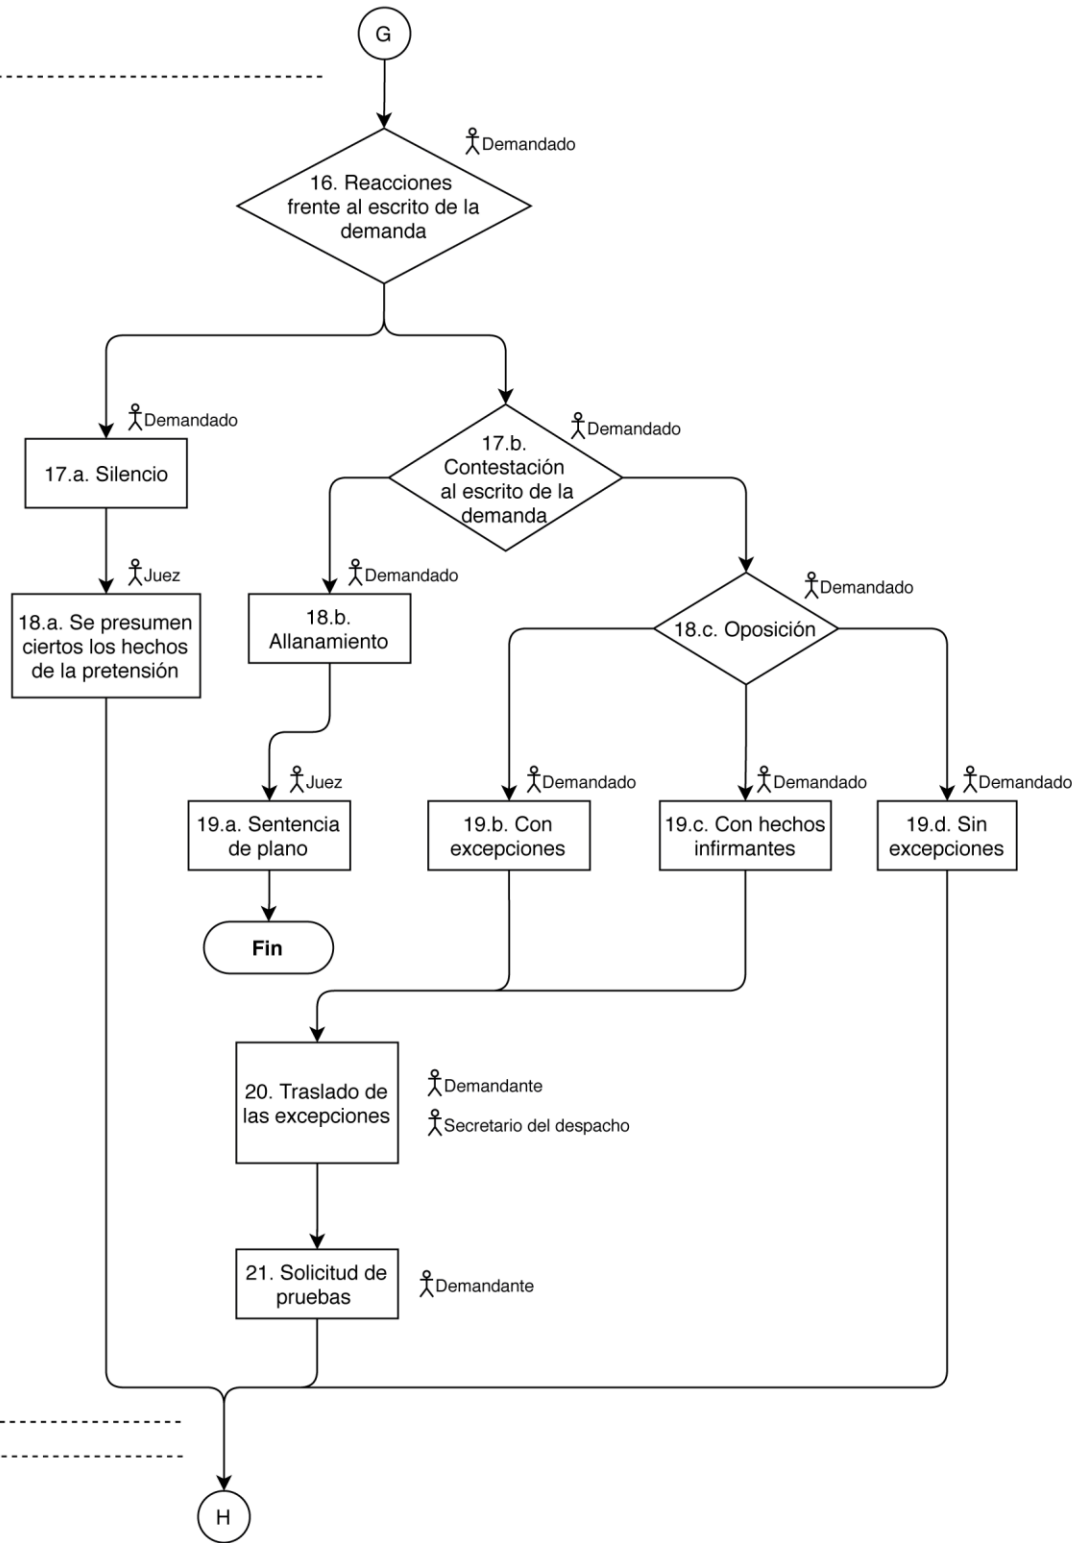 G
Demandado
16. Reacciones
frente al escrito de la
demanda
Demandado
17.a. Silencio
Demandado
17.b.
Contestación
al escrito de la
demanda
Juez
18.a. Se presumen
ciertos los hechos
de la pretensión
Demandado
18.b.
Allanamiento
Demandado
18.c. Oposición
Juez
19.a. Sentencia
de plano
Demandado
19.b. Con
excepciones
Demandado
19.c. Con hechos
infirmantes
Demandado
19.d. Sin
excepciones
Fin
20. Traslado de
las excepciones
Demandante
Secretario del despacho
21. Solicitud de
pruebas
Demandante
H